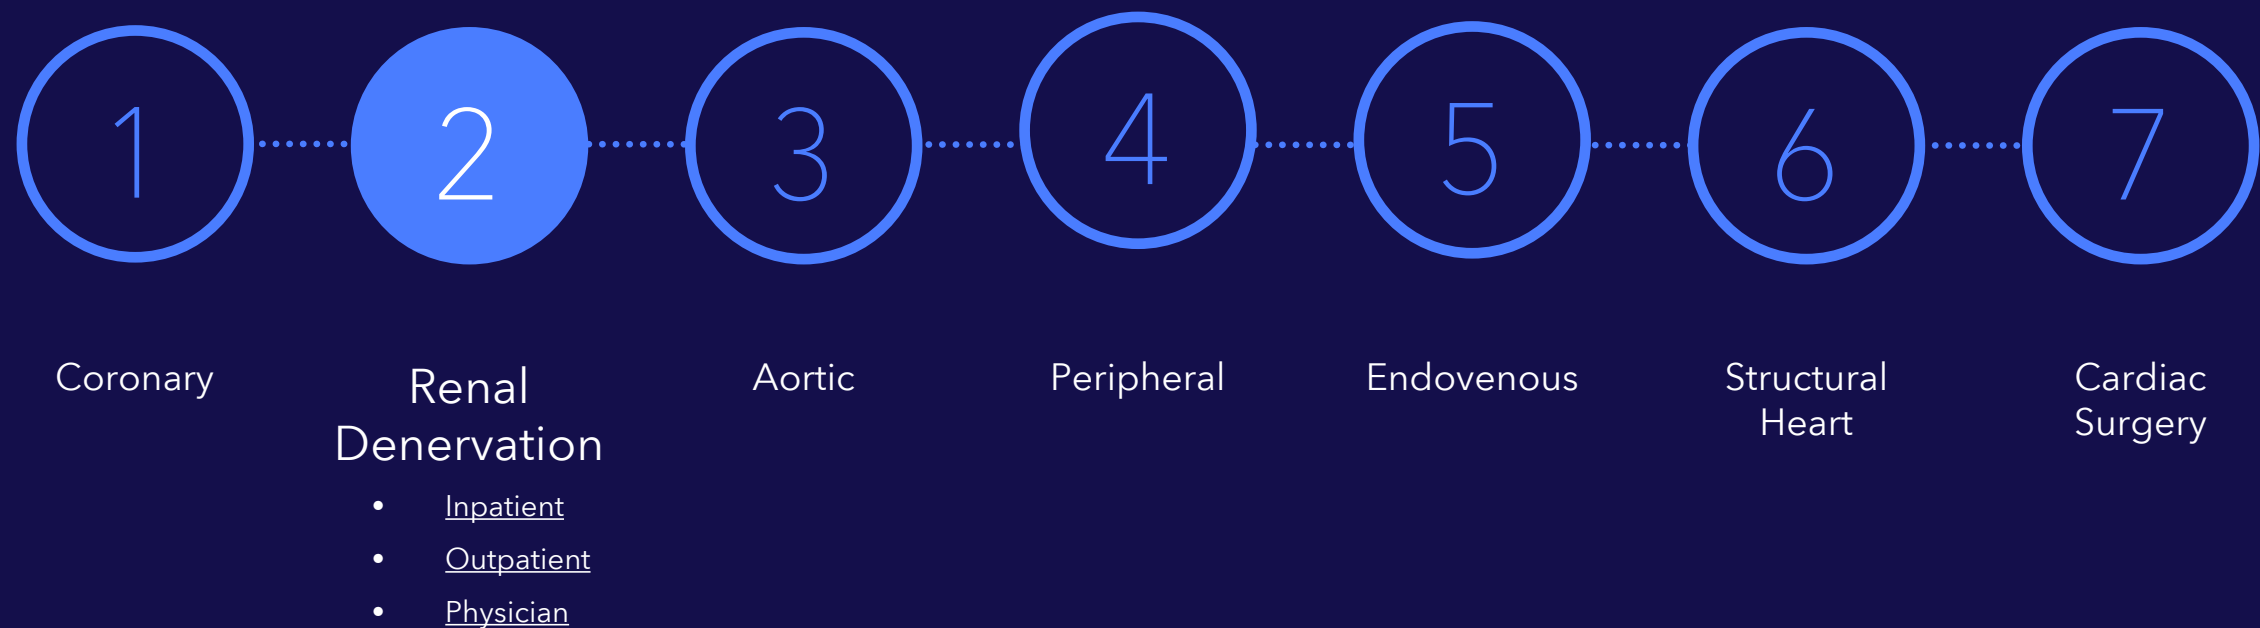 1
2
3
4
5
6
7
Coronary
Renal
Denervation
• Inpatient
• Outpatient
• Physician
Aortic
Peripheral
Endovenous
Structural
Heart
Cardiac
Surgery